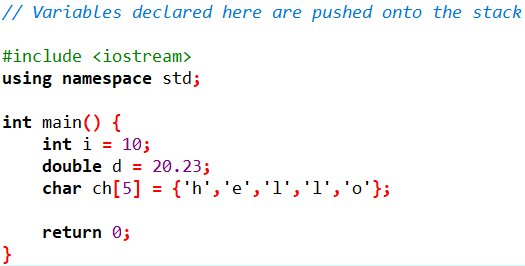 // Variables declared here are pushed onto the stack
#include <iostream>
using namespace std;
int main() {
    int i = 10;
    double d = 20.23;
    char ch[5] = {'h','e','l','l','o'};
    return 0;
}